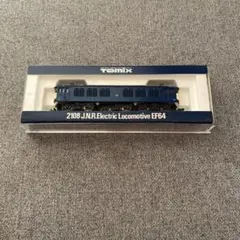 TOMIX
2108 J.N.R. Electric Locomotive EF64